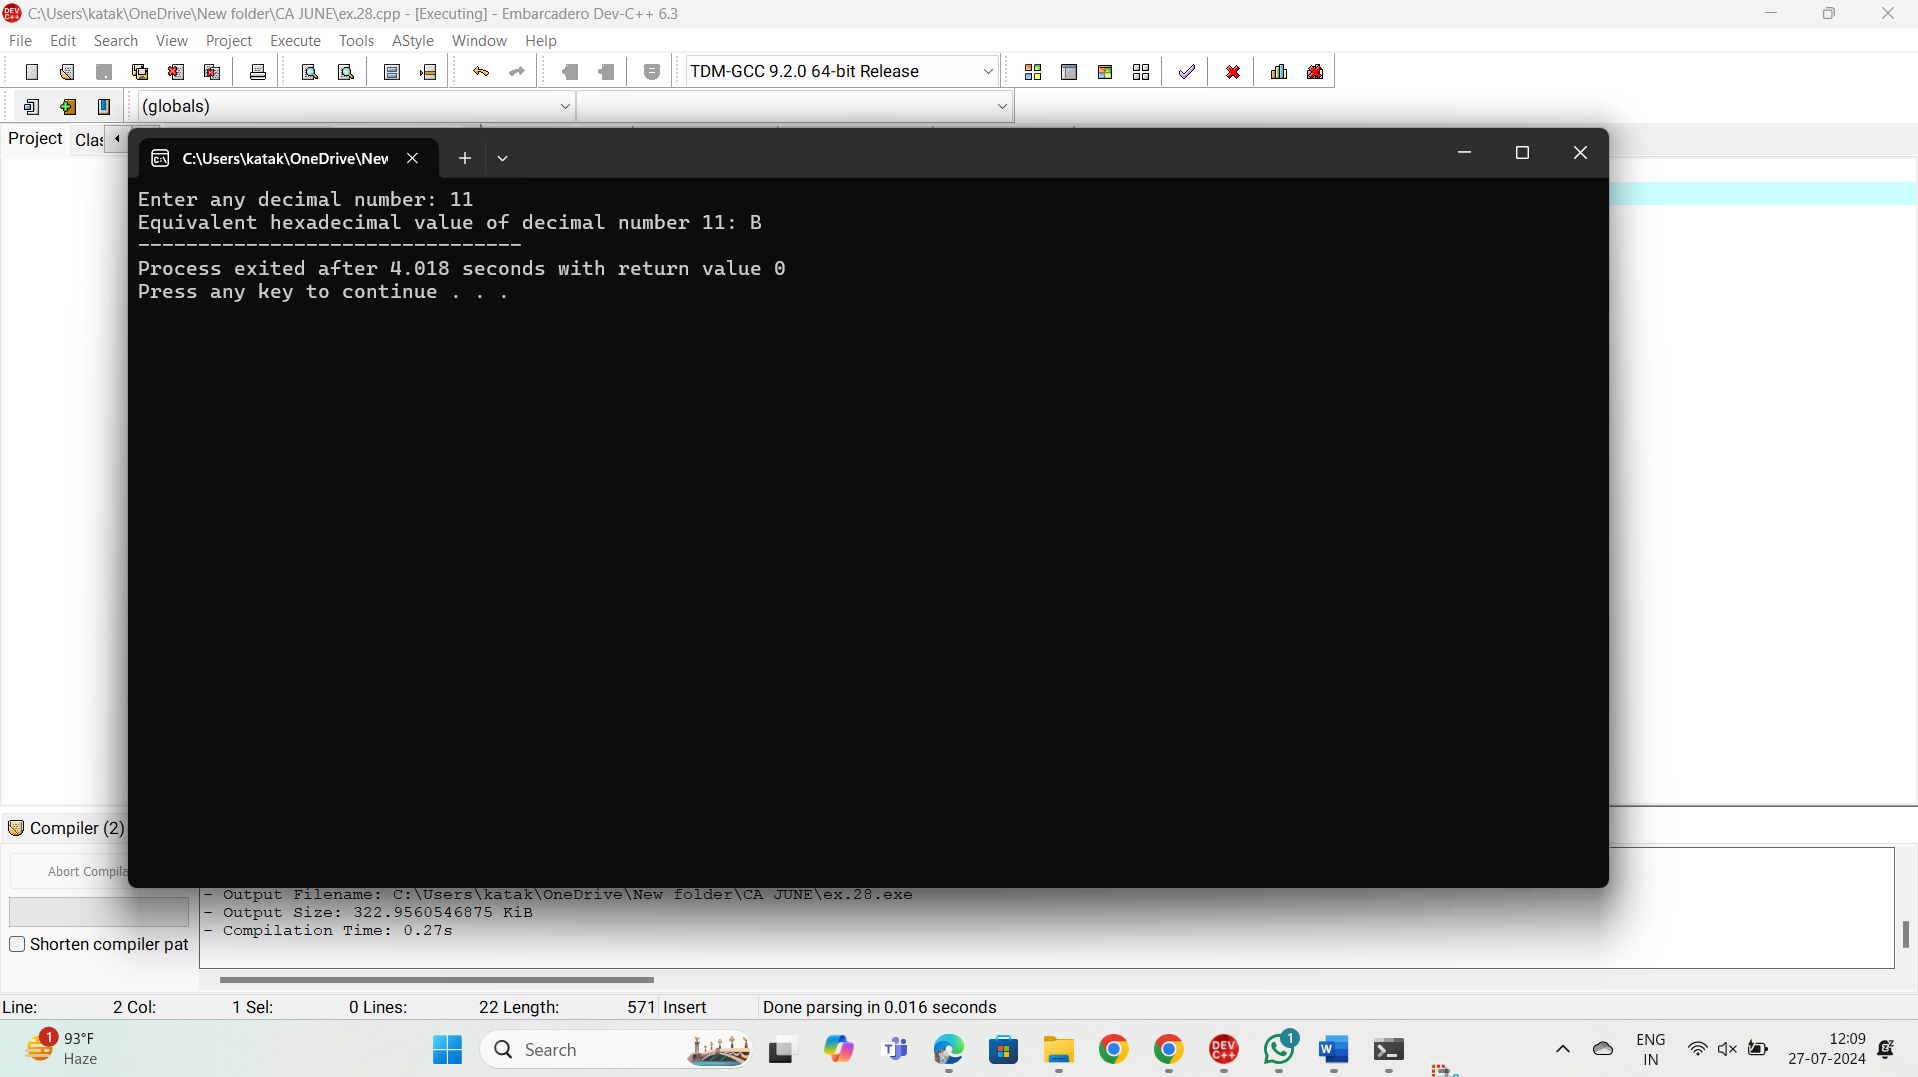 C:\Users\katak\OneDrive\New folder\CA JUNE\ex.28.cpp - [Executing] - Embarcadero Dev-C++ 6.3
File Edit Search View Project Execute Tools AStyle Window Help
TDM-GCC 9.2.0 64-bit Release
(globals)
Project Clas
C:\Users\katak\OneDrive\New
Enter any decimal number: 11
Equivalent hexadecimal value of decimal number 11: B
--------------------------------
Process exited after 4.018 seconds with return value 0
Press any key to continue . . .
Compiler (2)
Abort Compila
- Output Filename: C:\Users\katak\OneDrive\New folder\CA JUNE\ex.28.exe
- Output Size: 322.9560546875 KiB
- Compilation Time: 0.27s
Shorten compiler pat
Line: 2 Col: 1 Sel: 0 Lines: 22 Length: 571 Insert Done parsing in 0.016 seconds
1 93°F
Haze
Search
DEV C++
1
ENG
IN
12:09
27-07-2024